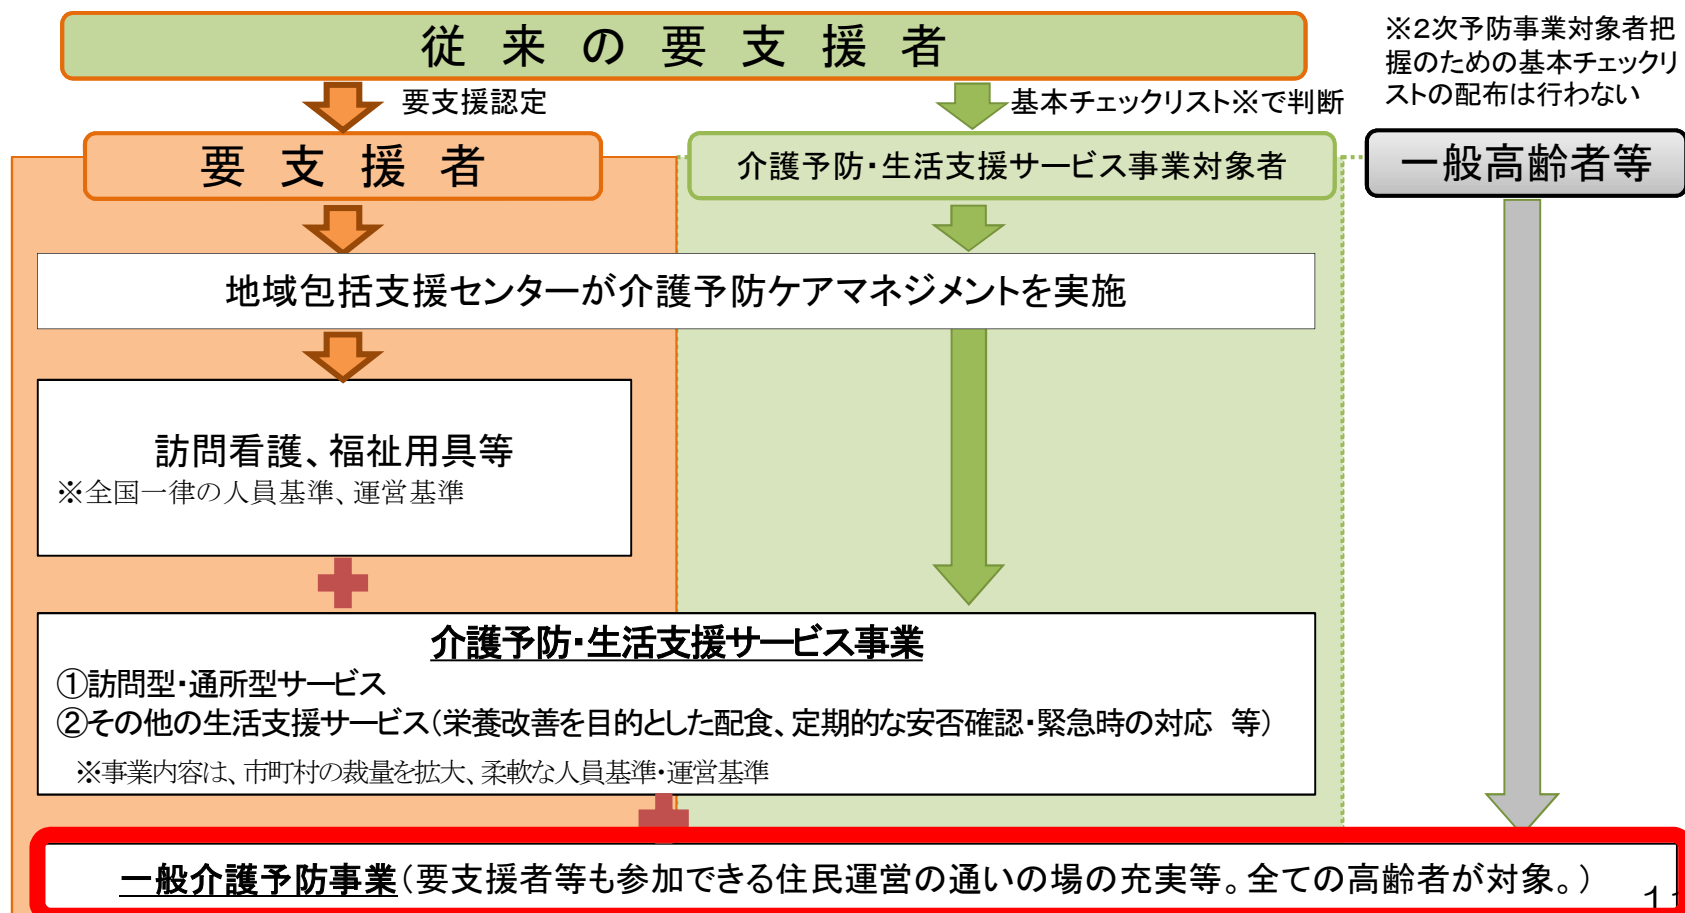 従来の要支援者
※2次予防事業対象者把
握のための基本チェックリ
ストの配布は行わない
要支援認定
基本チェックリスト※で判断
要支援者
介護予防・生活支援サービス事業対象者
一般高齢者等
地域包括支援センターが介護予防ケアマネジメントを実施
訪問看護、福祉用具等
※全国一律の人員基準、運営基準
介護予防・生活支援サービス事業
①訪問型・通所型サービス
②その他の生活支援サービス(栄養改善を目的とした配食、定期的な安否確認・緊急時の対応 等)
※事業内容は、市町村の裁量を拡大、柔軟な人員基準・運営基準
一般介護予防事業(要支援者等も参加できる住民運営の通いの場の充実等。全ての高齢者が対象。)